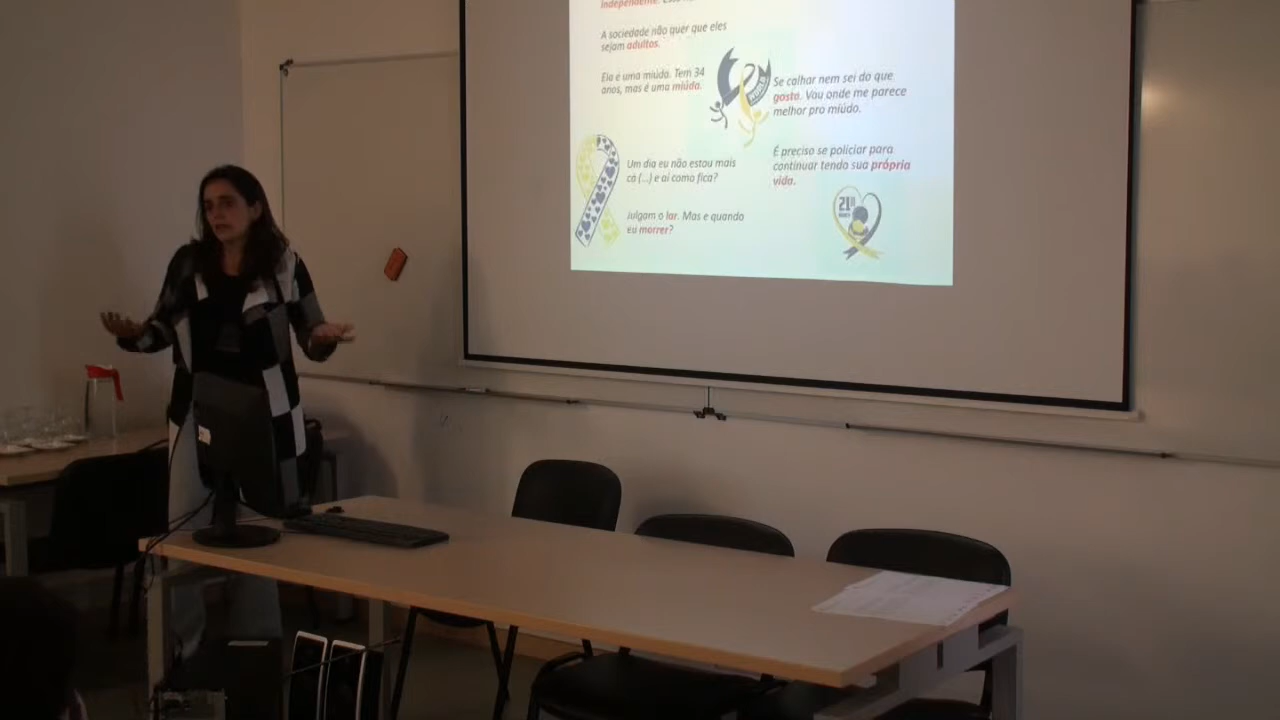 independente.
A sociedade não quer que eles
sejam adultos.
Ela é uma miúda. Tem 34
anos, mas é uma miúda.
Se calhar nem sei do que
gosta. Vou onde me parece
melhor pro miúdo.
Um dia eu não estou mais
cá (...) e aí como fica?
É preciso se policiar para
continuar tendo sua própria
vida.
Julgam o lar. Mas e quando
eu morrer?
21